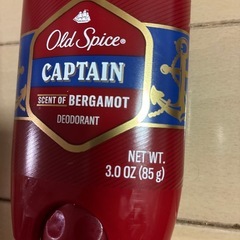 Old Spice
CAPTAIN
SCENT OF BERGAMOT
DEODORANT
NET WT.
3.0 OZ (85 g)